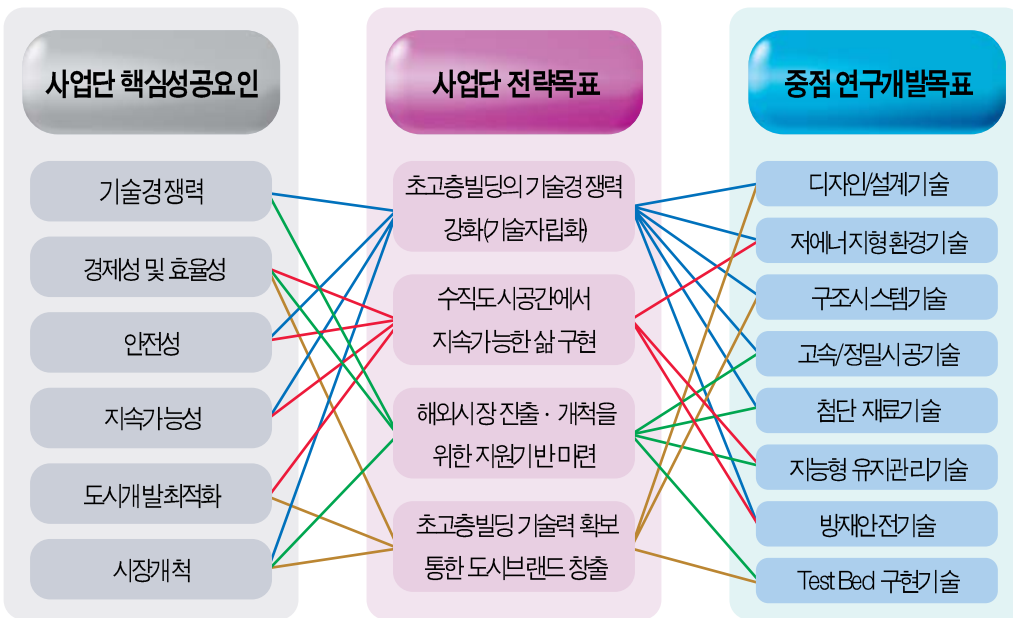 사업단 핵심성공요인
기술경쟁력
경제성 및 효율성
안전성
지속가능성
도시개발최적화
시장개척
사업단 전략목표
초고층빌딩의 기술경쟁력
강화(기술자립화)
수직도시공간에서
지속가능한 삶 구현
해외시장 진출 · 개척을
위한 지원기반 마련
초고층빌딩 기술력 확보
통한 도시브랜드 창출
중점 연구개발목표
디자인/설계기술
저에너지형 환경기술
구조시스템기술
고속/정밀시공기술
첨단 재료기술
지능형 유지관리기술
방재안전기술
Test Bed 구현기술